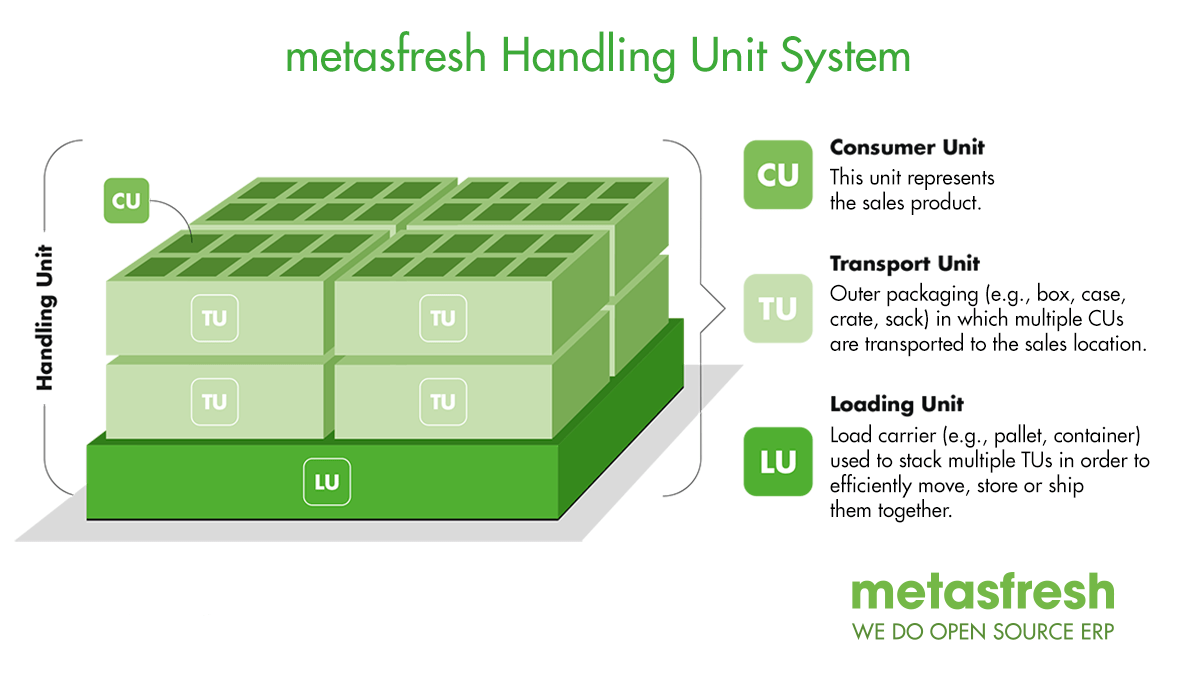 metasfresh Handling Unit System
Handling Unit
CU
TU
TU
TU
TU
LU
CU
Consumer Unit
This unit represents
the sales product.
TU
Transport Unit
Outer packaging (e.g., box, case,
crate, sack) in which multiple CUs
are transported to the sales location.
LU
Loading Unit
Load carrier (e.g., pallet, container)
used to stack multiple TUs in order to
efficiently move, store or ship
them together.
metasfresh
WE DO OPEN SOURCE ERP